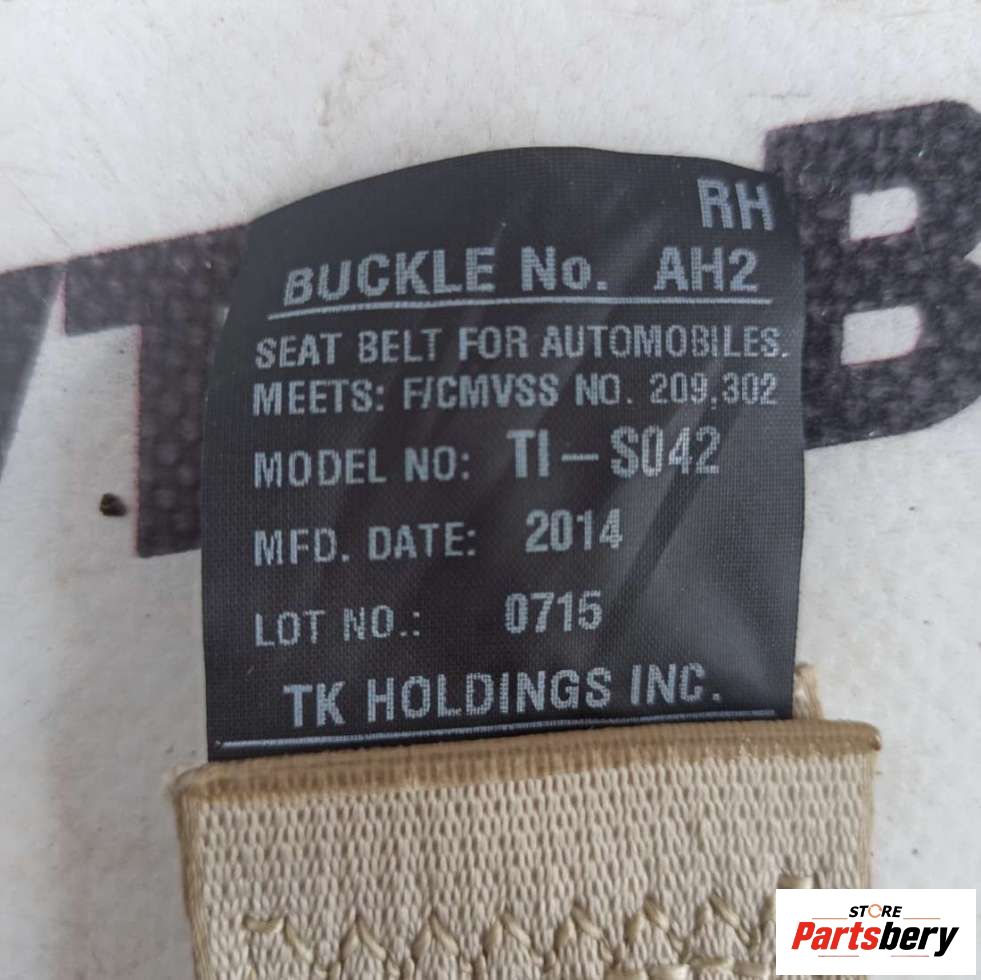 RH
BUCKLE No. AH2
SEAT BELT FOR AUTOMOBILES.
MEETS: F/CMVSS NO. 209,302
MODEL NO: TI-S042
MFD. DATE: 2014
LOT NO.: 0715
TK HOLDINGS INC.
STORE
Partsbery